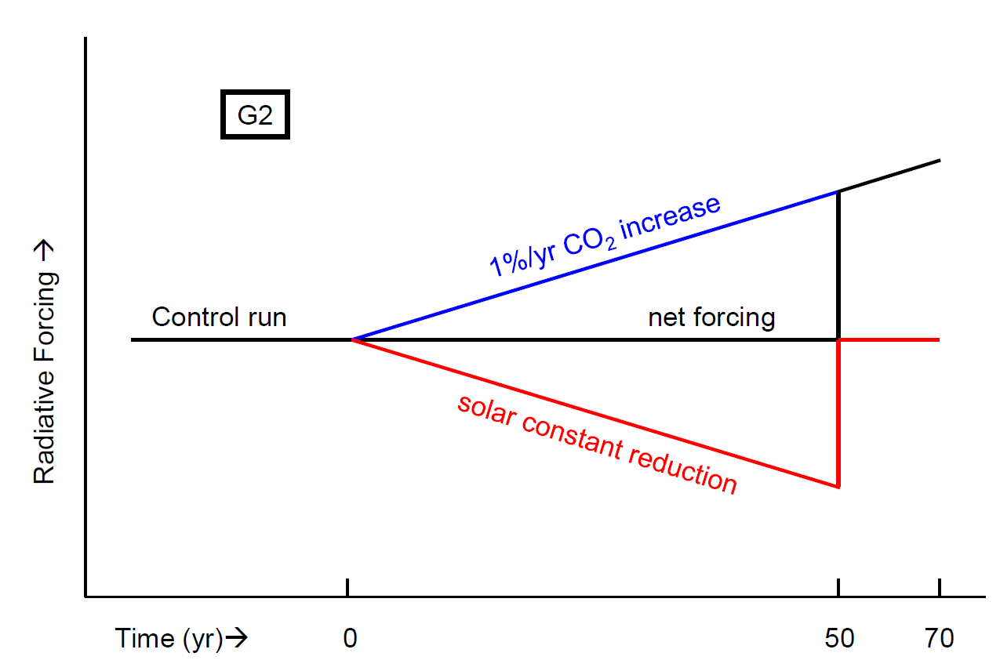 G2
1%/yr CO₂ increase
Control run
net forcing
solar constant reduction
Radiative Forcing →
Time (yr)→
0
50
70